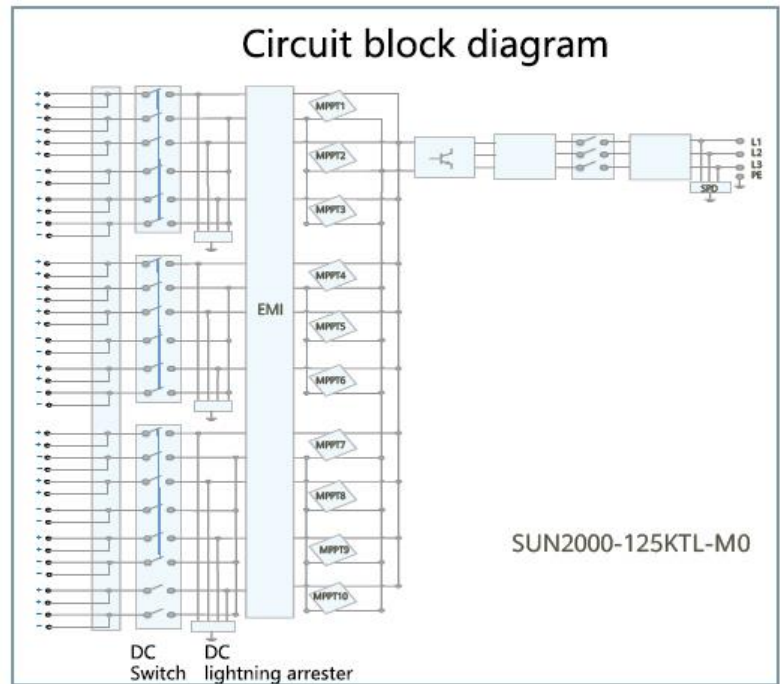 Circuit block diagram
MPPT1
MPPT2
MPPT3
MPPT4
MPPT5
MPPT6
MPPT7
MPPT8
MPPT9
MPPT10
EMI
L1
L2
L3
PE
SPD
SUN2000-125KTL-M0
DC
Switch
DC
lightning arrester